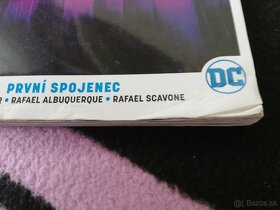 PRVNÍ SPOJENEC
• RAFAEL ALBUQUERQUE • RAFAEL SCAVONE
DC
bazos.sk